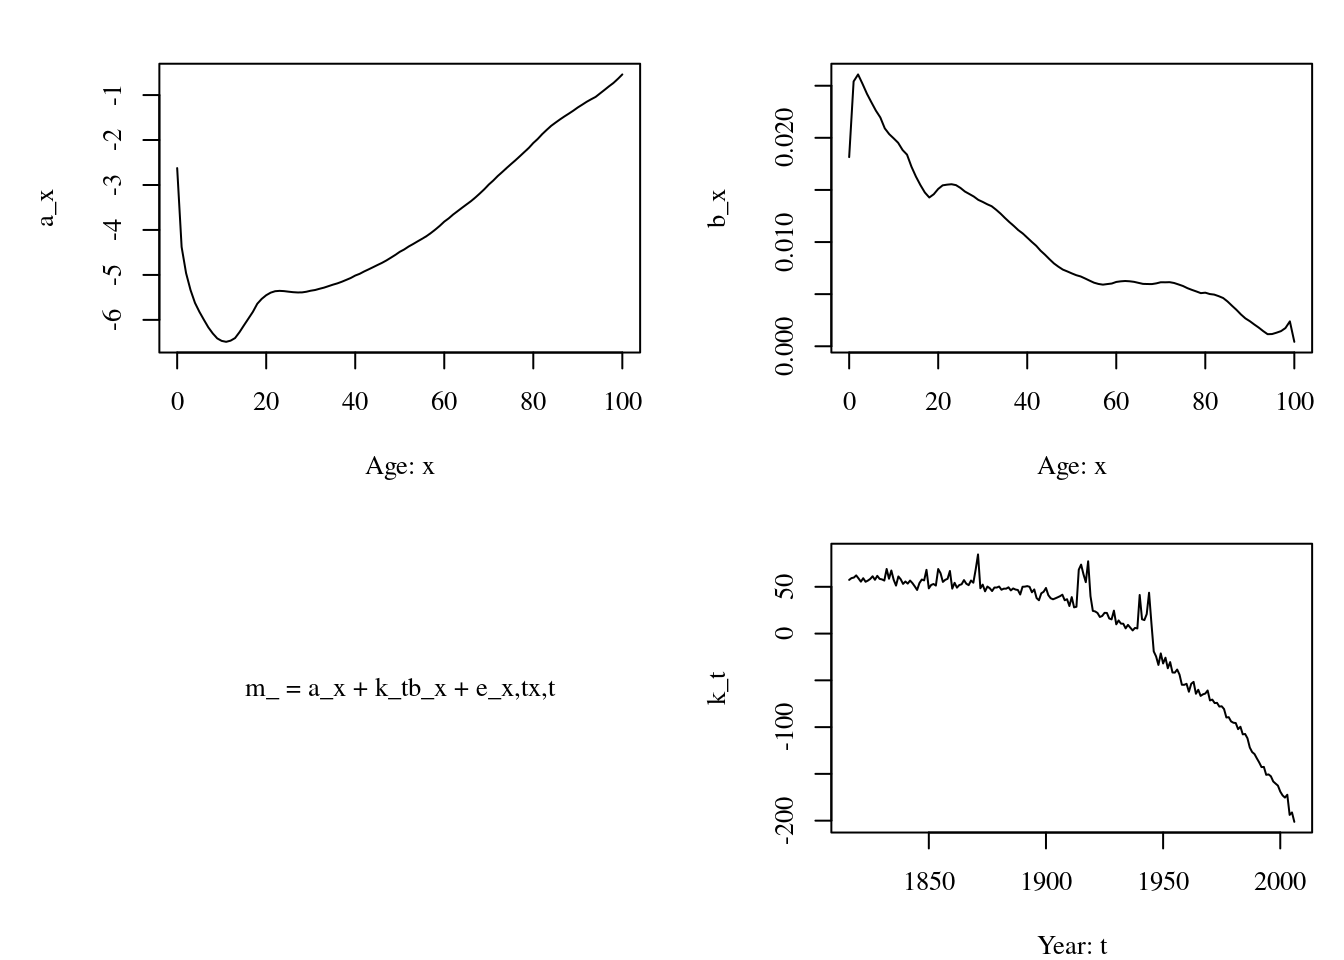 a_x
-1
-2
-3
-4
-5
-6
0 20 40 60 80 100
Age: x
b_x
0.020
0.010
0.000
0 20 40 60 80 100
Age: x
m_ = a_x + k_tb_x + e_x,tx,t
k_t
50
0
-100
-200
1850 1900 1950 2000
Year: t